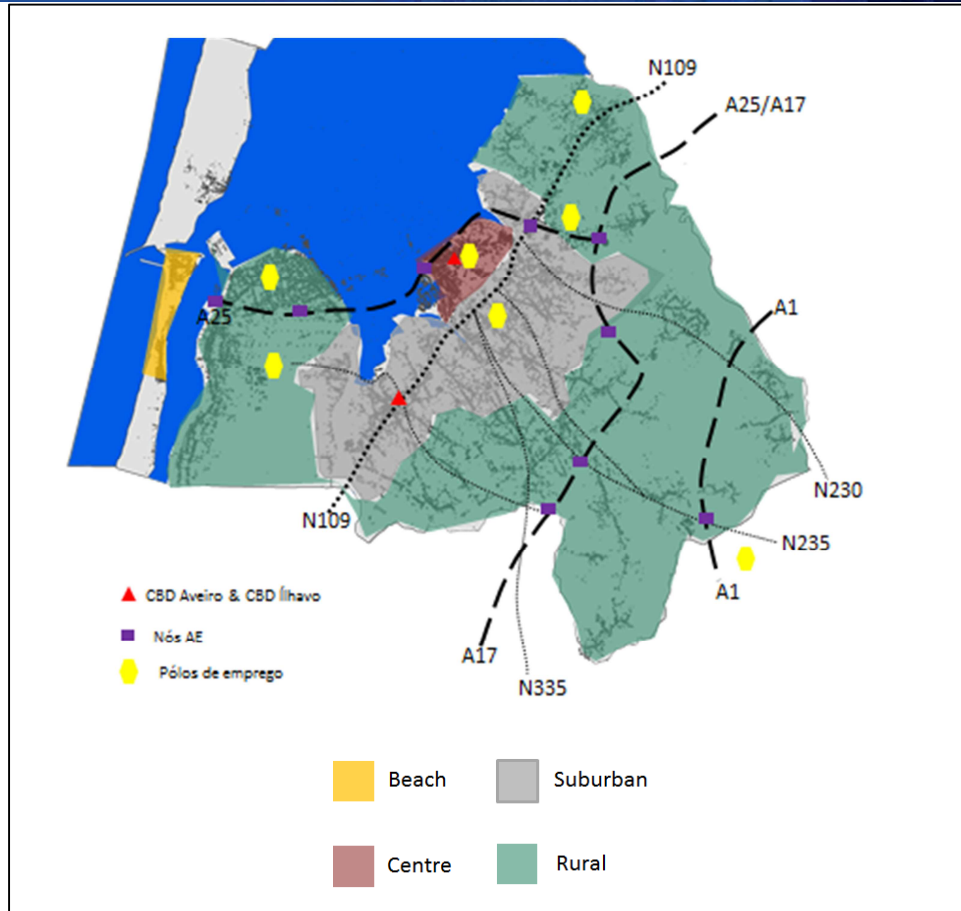 N109
A25/A17
A1
A25
N230
N109
N235
A1
A17
N335
CBD Aveiro & CBD Ílhavo
Nós AE
Pólos de emprego
Beach
Suburban
Centre
Rural